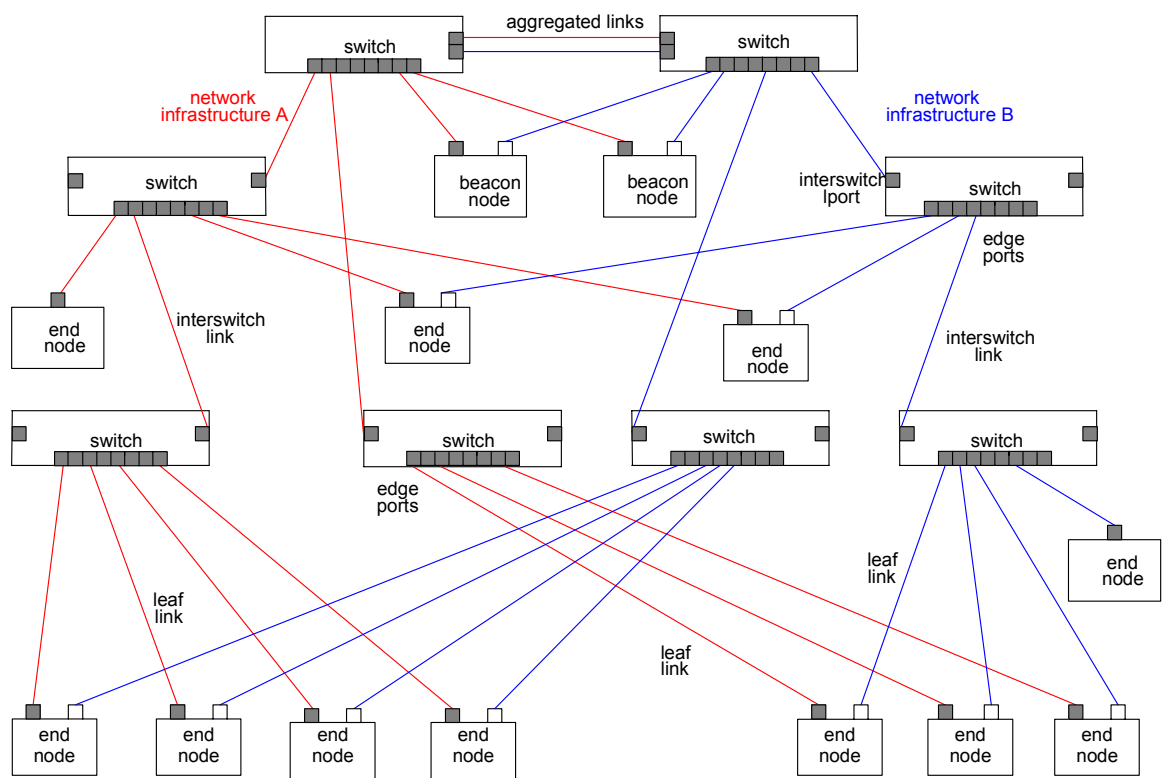 aggregated links
switch
switch
network
infrastructure A
network
infrastructure B
beacon
node
beacon
node
interswitch
lport
switch
switch
edge
ports
end
node
interswitch
link
end
node
end
node
interswitch
link
switch
switch
switch
switch
edge
ports
leaf
link
leaf
link
end
node
leaf
link
end
node
end
node
end
node
end
node
end
node
end
node
end
node